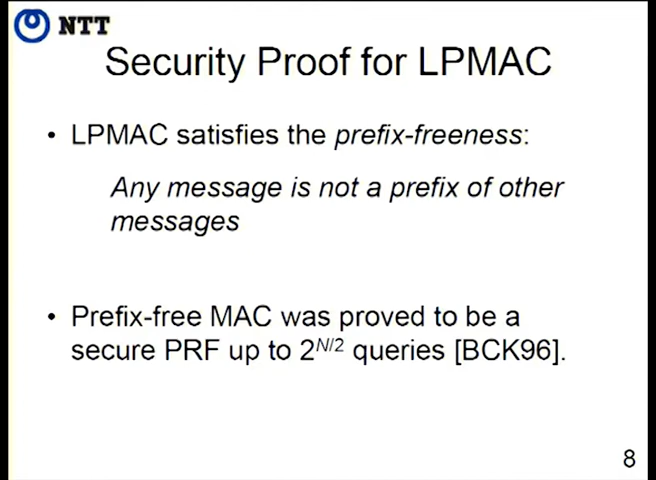 NTT
Security Proof for LPMAC
• LPMAC satisfies the prefix-freeness:
Any message is not a prefix of other
messages
• Prefix-free MAC was proved to be a
secure PRF up to 2^{N/2} queries [BCK96].
8